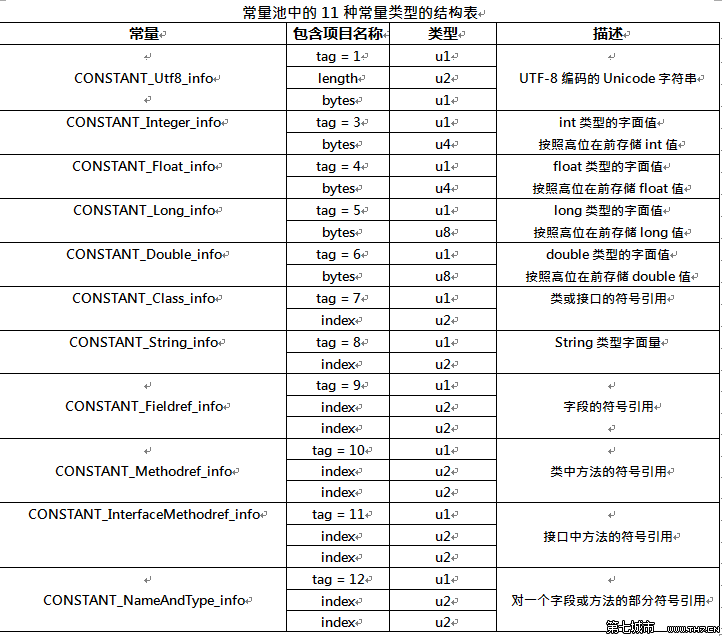 常量池中的 11 种常量类型的结构表
常量 包含项目名称 类型 描述
tag = 1 u1
CONSTANT_Utf8_info length u2 UTF-8 编码的 Unicode 字符串
bytes u1
CONSTANT_Integer_info tag = 3 u1 int 类型的字面值
bytes u4 按照高位在前存储 int 值
CONSTANT_Float_info tag = 4 u1 float 类型的字面值
bytes u4 按照高位在前存储 float 值
CONSTANT_Long_info tag = 5 u1 long 类型的字面值
bytes u8 按照高位在前存储 long 值
CONSTANT_Double_info tag = 6 u1 double 类型的字面值
bytes u8 按照高位在前存储 double 值
CONSTANT_Class_info tag = 7 u1 类或接口的符号引用
index u2
CONSTANT_String_info tag = 8 u1 String 类型字面量
index u2
tag = 9 u1
CONSTANT_Fieldref_info index u2 字段的符号引用
index u2
tag = 10 u1
CONSTANT_Methodref_info index u2 类中方法的符号引用
index u2
CONSTANT_InterfaceMethodref_info tag = 11 u1
index u2 接口中方法的符号引用
index u2
tag = 12 u1
CONSTANT_NameAndType_info index u2 对一个字段或方法的部分符号引用
index u2
第七城市 www.TH7.CN